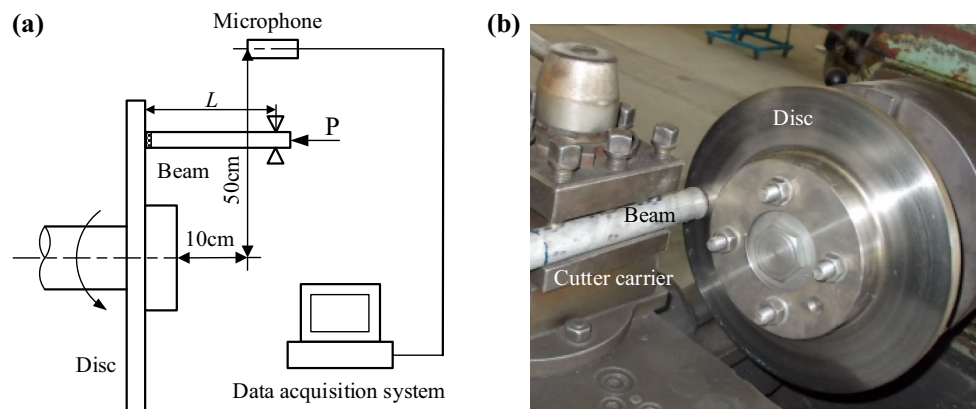 (a)
Microphone
L
P
Beam
50cm
10cm
Disc
Data acquisition system
(b)
Disc
Beam
Cutter carrier